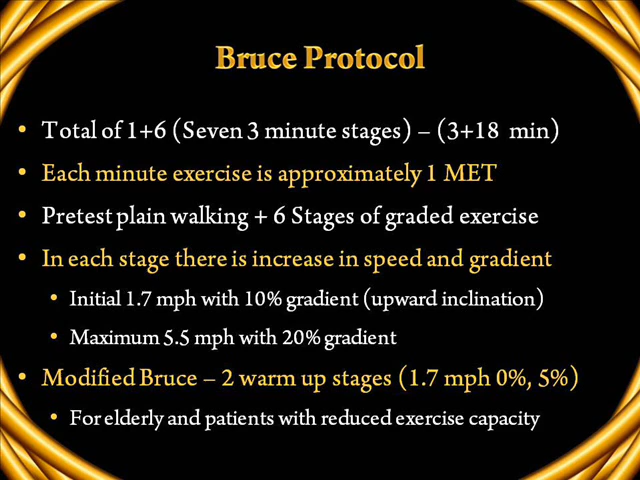 Bruce Protocol
• Total of 1+6 (Seven 3 minute stages) – (3+18 min)
• Each minute exercise is approximately 1 MET
• Pretest plain walking + 6 Stages of graded exercise
• In each stage there is increase in speed and gradient
• Initial 1.7 mph with 10% gradient (upward inclination)
• Maximum 5.5 mph with 20% gradient
• Modified Bruce – 2 warm up stages (1.7 mph 0%, 5%)
• For elderly and patients with reduced exercise capacity